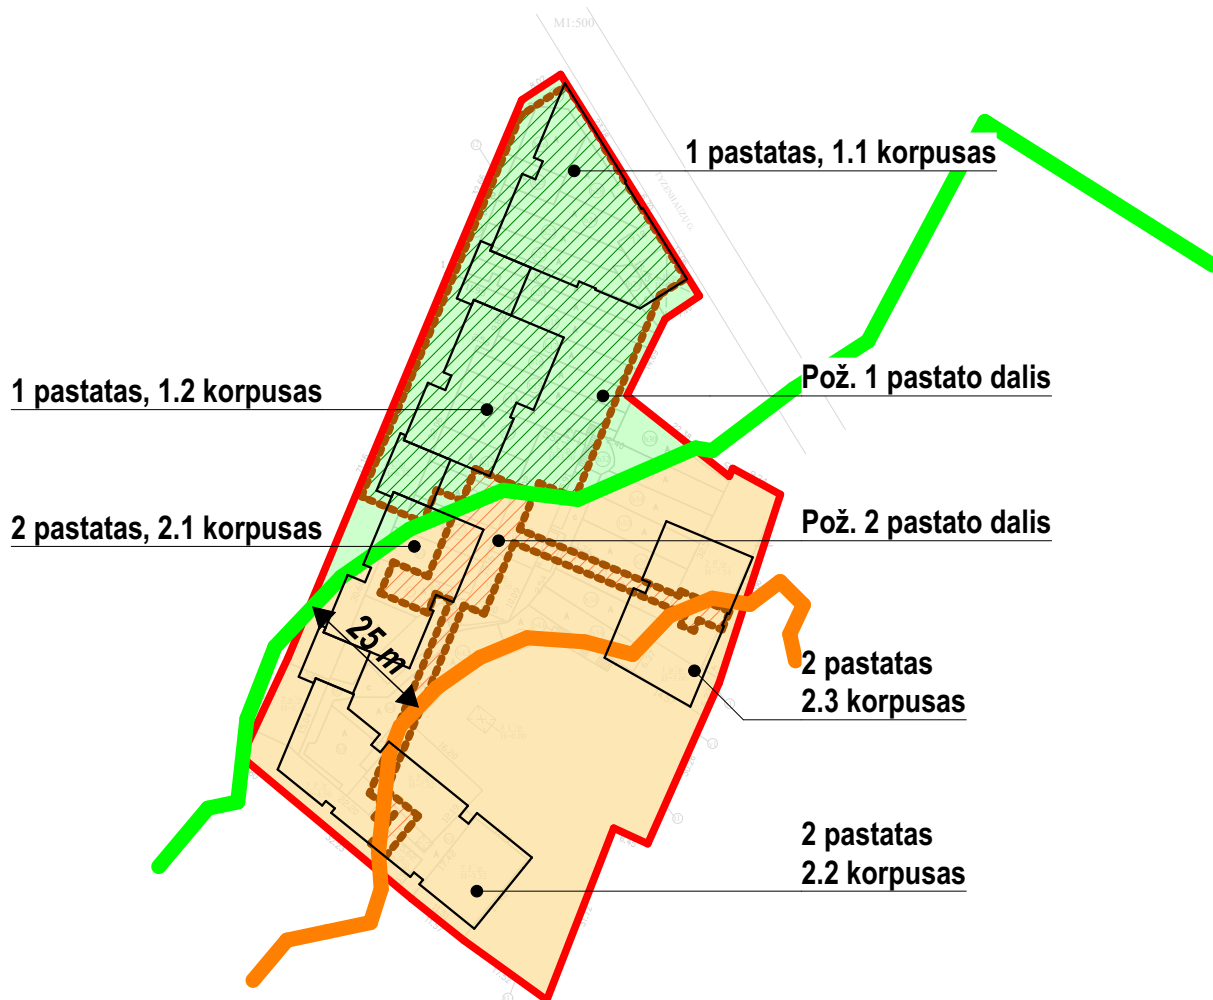 M1:500
1 pastatas, 1.1 korpusas
TYZENHAUZŲ G.
1 pastatas, 1.2 korpusas
Pož. 1 pastato dalis
2 pastatas, 2.1 korpusas
Pož. 2 pastato dalis
25 m
2 pastatas
2.3 korpusas
2 pastatas
2.2 korpusas